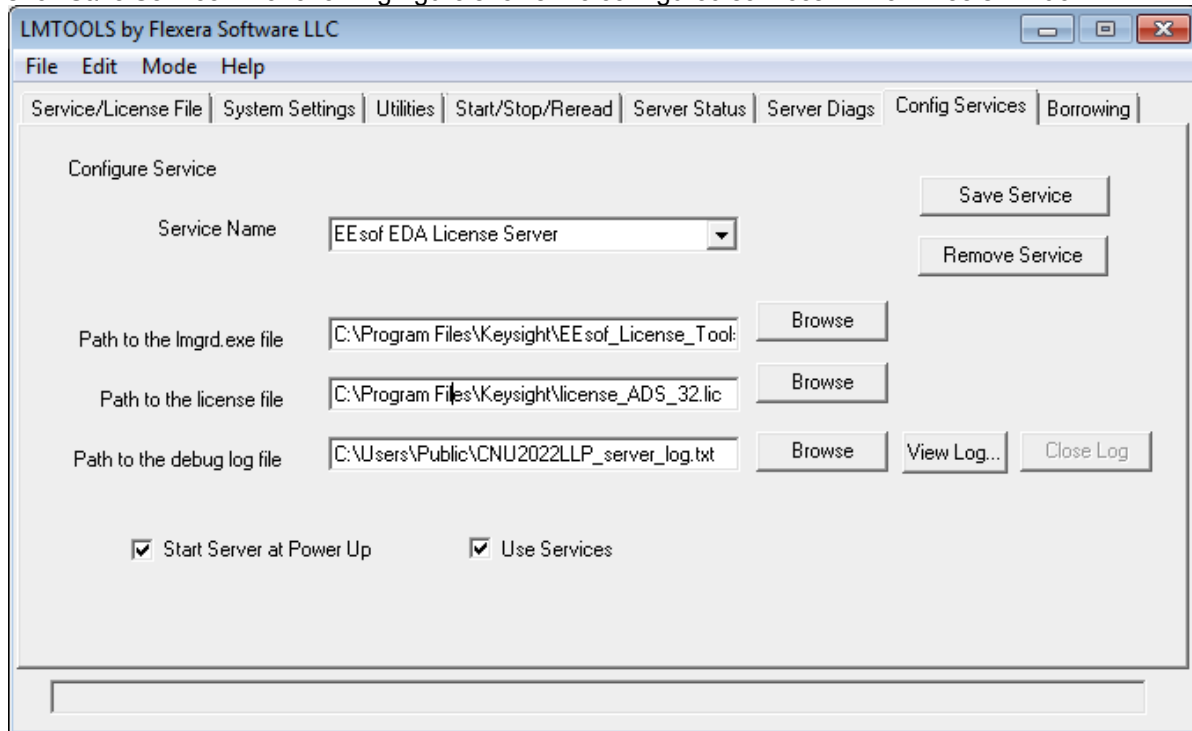 LMTOOLS by Flexera Software LLC
File Edit Mode Help
Service/License File System Settings Utilities Start/Stop/Reread Server Status Server Diags Config Services Borrowing
Configure Service
Save Service
Service Name EEsof EDA License Server
Remove Service
Path to the lmgrd.exe file C:\Program Files\Keysight\EEsof_License_Tool Browse
Path to the license file C:\Program Files\Keysight\license_ADS_32.lic Browse
Path to the debug log file C:\Users\Public\CNU2022LLP_server_log.txt Browse View Log... Close Log
Start Server at Power Up Use Services